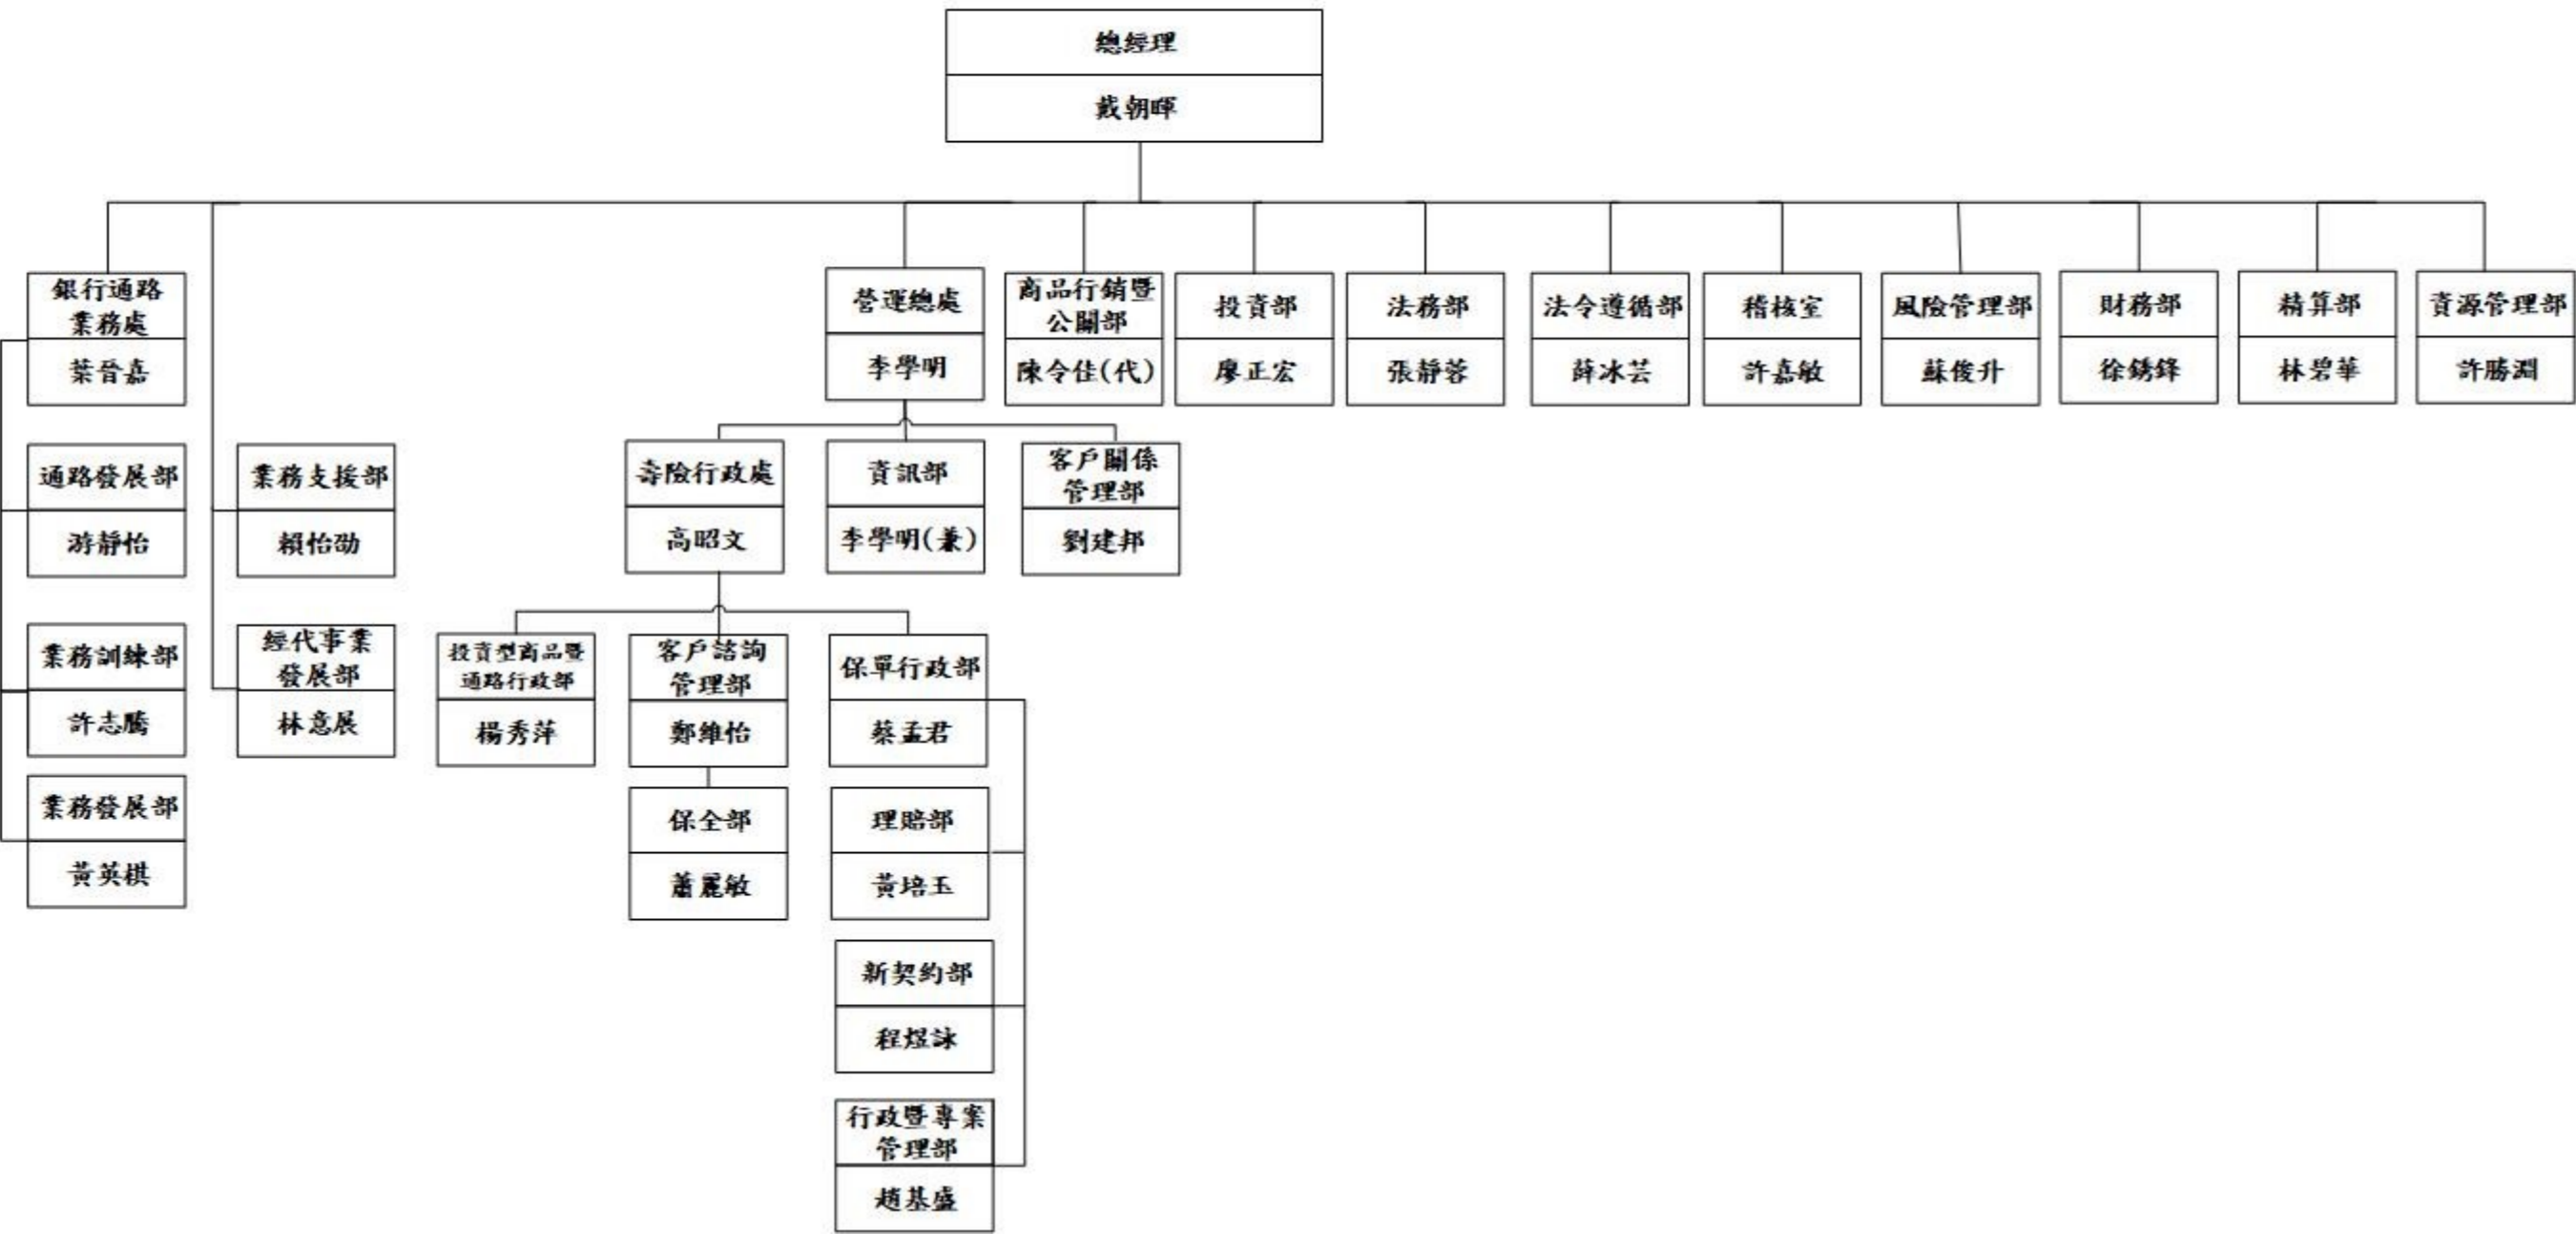 總經理
戴朝暉
銀行通路
業務處
葉晉嘉
營運總處
李學明
商品行銷暨
公關部
陳令佳(代)
投資部
廖正宏
法務部
張靜蓉
法令遵循部
薛冰芸
稽核室
許嘉敏
風險管理部
蘇俊升
財務部
徐銹鋒
精算部
林碧華
資源管理部
許勝淵
通路發展部
游靜怡
業務支援部
賴怡劭
壽險行政處
高昭文
資訊部
李學明(兼)
客戶關係
管理部
劉建邦
業務訓練部
許志騰
經代事業
發展部
林意展
投資型商品暨
通路行政部
楊秀萍
客戶諮詢
管理部
鄭維怡
保單行政部
蔡孟君
業務發展部
黃英棋
保全部
蕭麗敏
理賠部
黃培玉
新契約部
程煜詠
行政暨專案
管理部
趙基盛